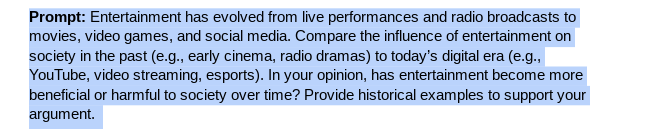 Prompt: Entertainment has evolved from live performances and radio broadcasts to
movies, video games, and social media. Compare the influence of entertainment on
society in the past (e.g., early cinema, radio dramas) to today’s digital era (e.g.,
YouTube, video streaming, esports). In your opinion, has entertainment become more
beneficial or harmful to society over time? Provide historical examples to support your
argument.